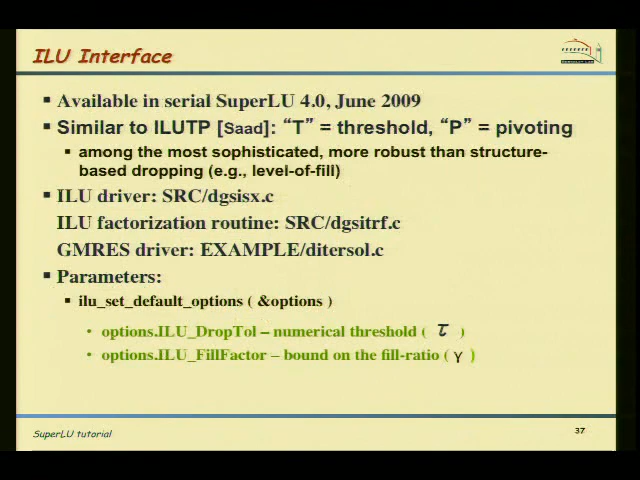 ILU Interface
▪ Available in serial SuperLU 4.0, June 2009
▪ Similar to ILUTP [Saad]: “T” = threshold, “P” = pivoting
▪ among the most sophisticated, more robust than structure-
based dropping (e.g., level-of-fill)
▪ ILU driver: SRC/dgsisx.c
ILU factorization routine: SRC/dgsitrf.c
GMRES driver: EXAMPLE/ditersol.c
▪ Parameters:
▪ ilu_set_default_options ( &options )
• options.ILU_DropTol – numerical threshold ( τ )
• options.ILU_FillFactor – bound on the fill-ratio ( γ )
SuperLU tutorial
37